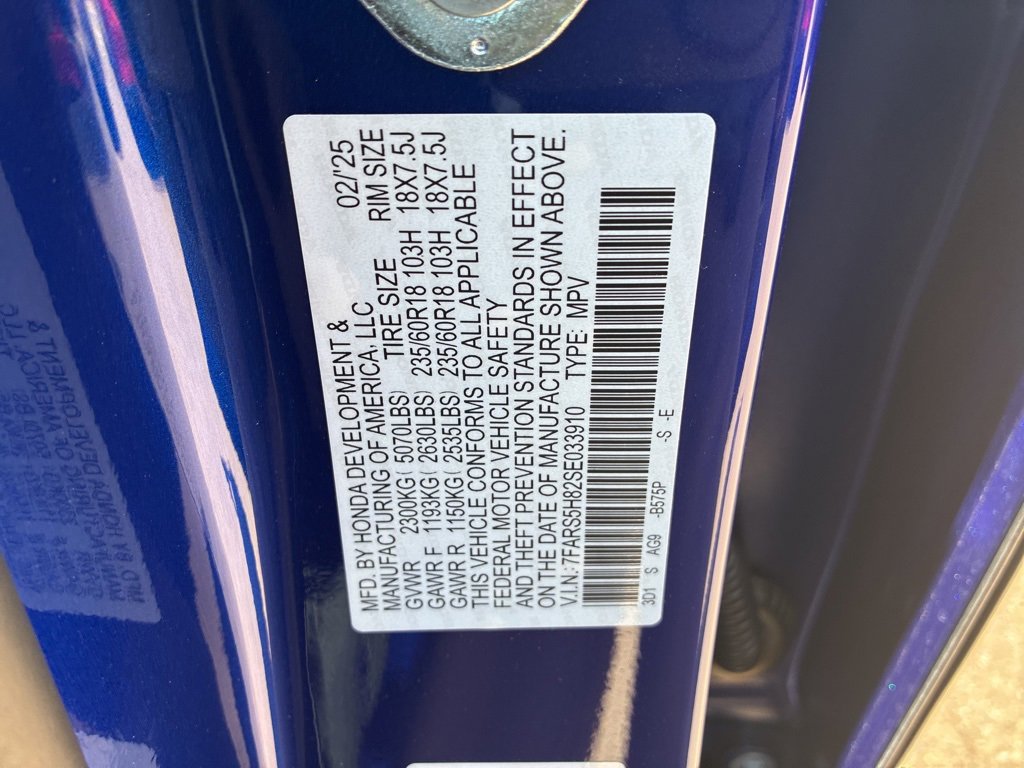 MFD. BY HONDA DEVELOPMENT & 02/'25
MANUFACTURING OF AMERICA, LLC TIRE SIZE RIM SIZE
GVWR 2300KG( 5070LBS) 235/60R18 103H 18X7.5J
GAWR F 1193KG( 2630LBS) 235/60R18 103H 18X7.5J
GAWR R 1150KG( 2535LBS)
THIS VEHICLE CONFORMS TO ALL APPLICABLE
FEDERAL MOTOR VEHICLE SAFETY
AND THEFT PREVENTION STANDARDS IN EFFECT
ON THE DATE OF MANUFACTURE SHOWN ABOVE.
V.I.N.: 7FARS5H82SE033910 TYPE: MPV
3D1 S AG9 -B575P -S -E